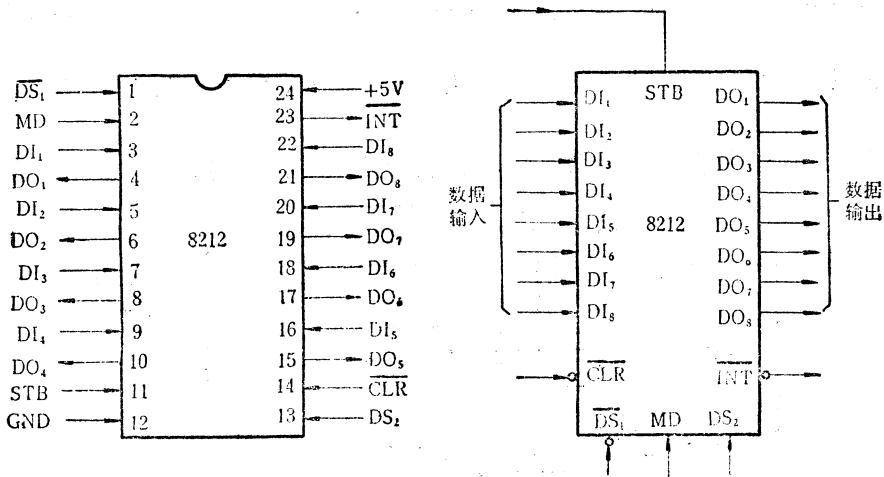 DS₁ 1 24 +5V
MD 2 23 INT
DI₁ 3 22 DI₈
DO₁ 4 21 DO₈
DI₂ 5 20 DI₇
DO₂ 6 8212 19 DO₇
DI₃ 7 18 DI₆
DO₃ 8 17 DO₆
DI₄ 9 16 DI₅
DO₄ 10 15 DO₅
STB 11 14 CLR
GND 12 13 DS₂
STB
DI₁ DO₁
DI₂ DO₂
DI₃ DO₃
DI₄ DO₄
DI₅ 8212 DO₅
DI₆ DO₆
DI₇ DO₇
DI₈ DO₈
数据
输入
数据
输出
CLR INT
DS₁ MD DS₂